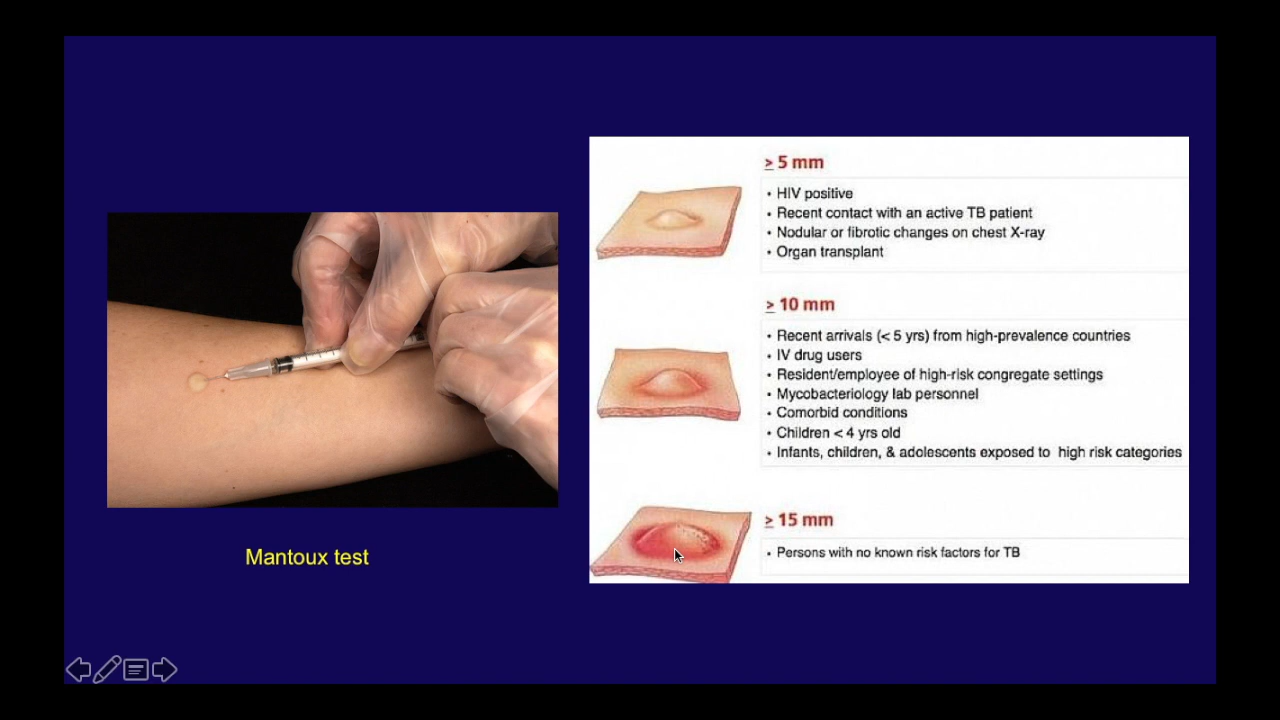 ≥ 5 mm
• HIV positive
• Recent contact with an active TB patient
• Nodular or fibrotic changes on chest X-ray
• Organ transplant
≥ 10 mm
• Recent arrivals (< 5 yrs) from high-prevalence countries
• IV drug users
• Resident/employee of high-risk congregate settings
• Mycobacteriology lab personnel
• Comorbid conditions
• Children < 4 yrs old
• Infants, children, & adolescents exposed to high risk categories
≥ 15 mm
• Persons with no known risk factors for TB
Mantoux test